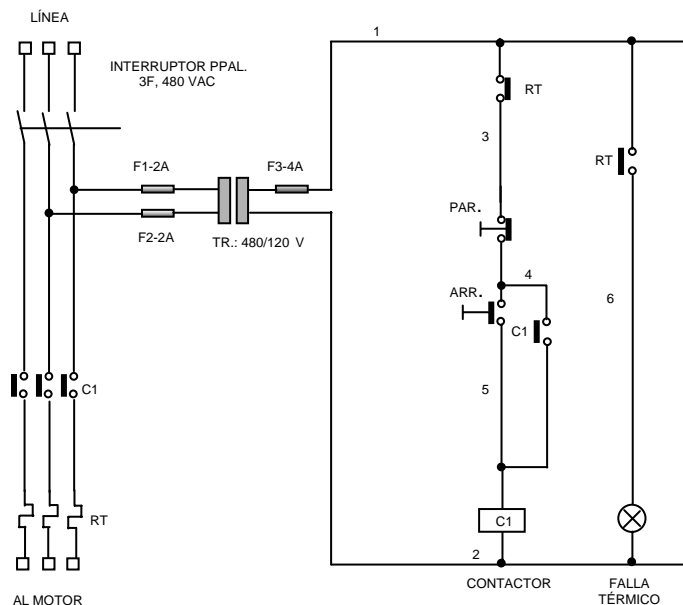 LÍNEA
INTERRUPTOR PPAL.
3F, 480 VAC
F1-2A
F3-4A
F2-2A
TR.: 480/120 V
C1
RT
AL MOTOR
1
RT
3
PAR.
4
ARR.
C1
5
C1
2
CONTACTOR
RT
6
FALLA
TÉRMICO